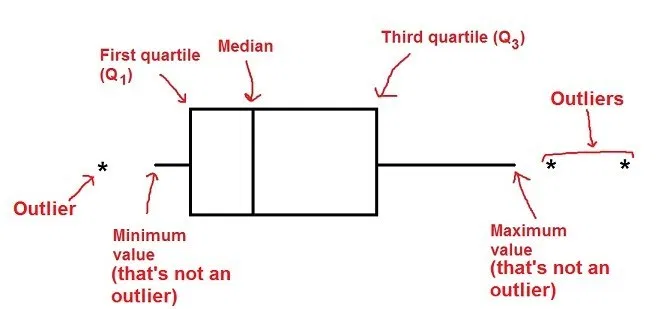 First quartile
(Q1)
Median
Third quartile (Q3)
Outliers
*
*
*
Outlier
Minimum
value
(that's not an
outlier)
Maximum
value
(that's not an
outlier)